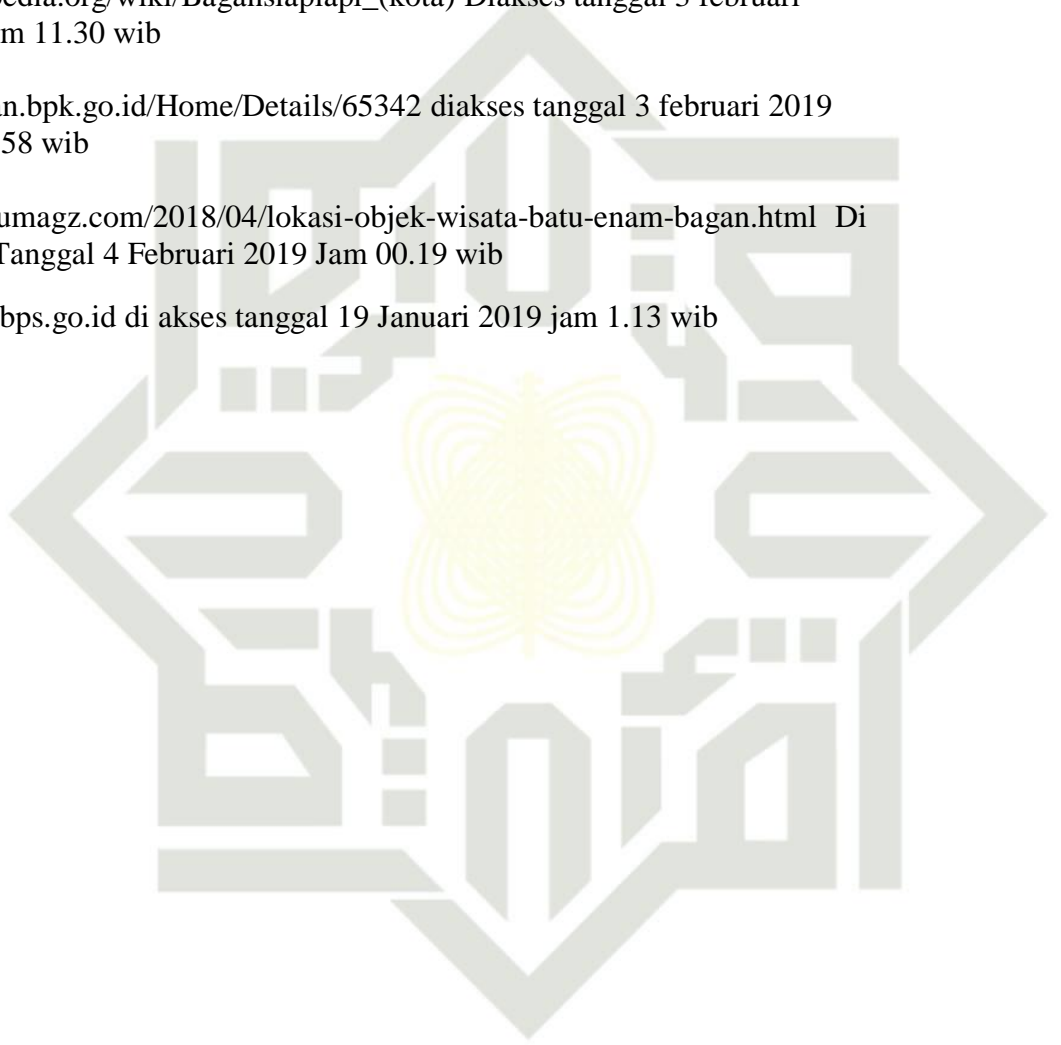 m 11.30 wib
an.bpk.go.id/Home/Details/65342 diakses tanggal 3 februari 2019
58 wib
umagz.com/2018/04/lokasi-objek-wisata-batu-enam-bagan.html Di
Tanggal 4 Februari 2019 Jam 00.19 wib
bps.go.id di akses tanggal 19 Januari 2019 jam 1.13 wib